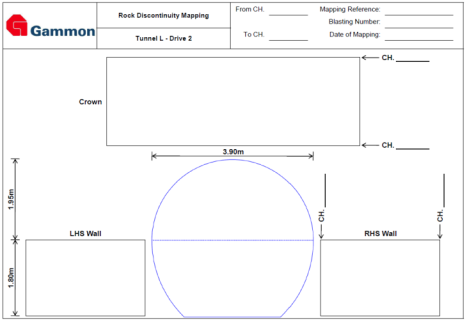 Gammon
Rock Discontinuity Mapping
Tunnel L - Drive 2
From CH.
To CH.
Mapping Reference:
Blasting Number:
Date of Mapping:
CH.
Crown
CH.
3.90m
1.95m
CH.
CH.
LHS Wall
RHS Wall
1.80m